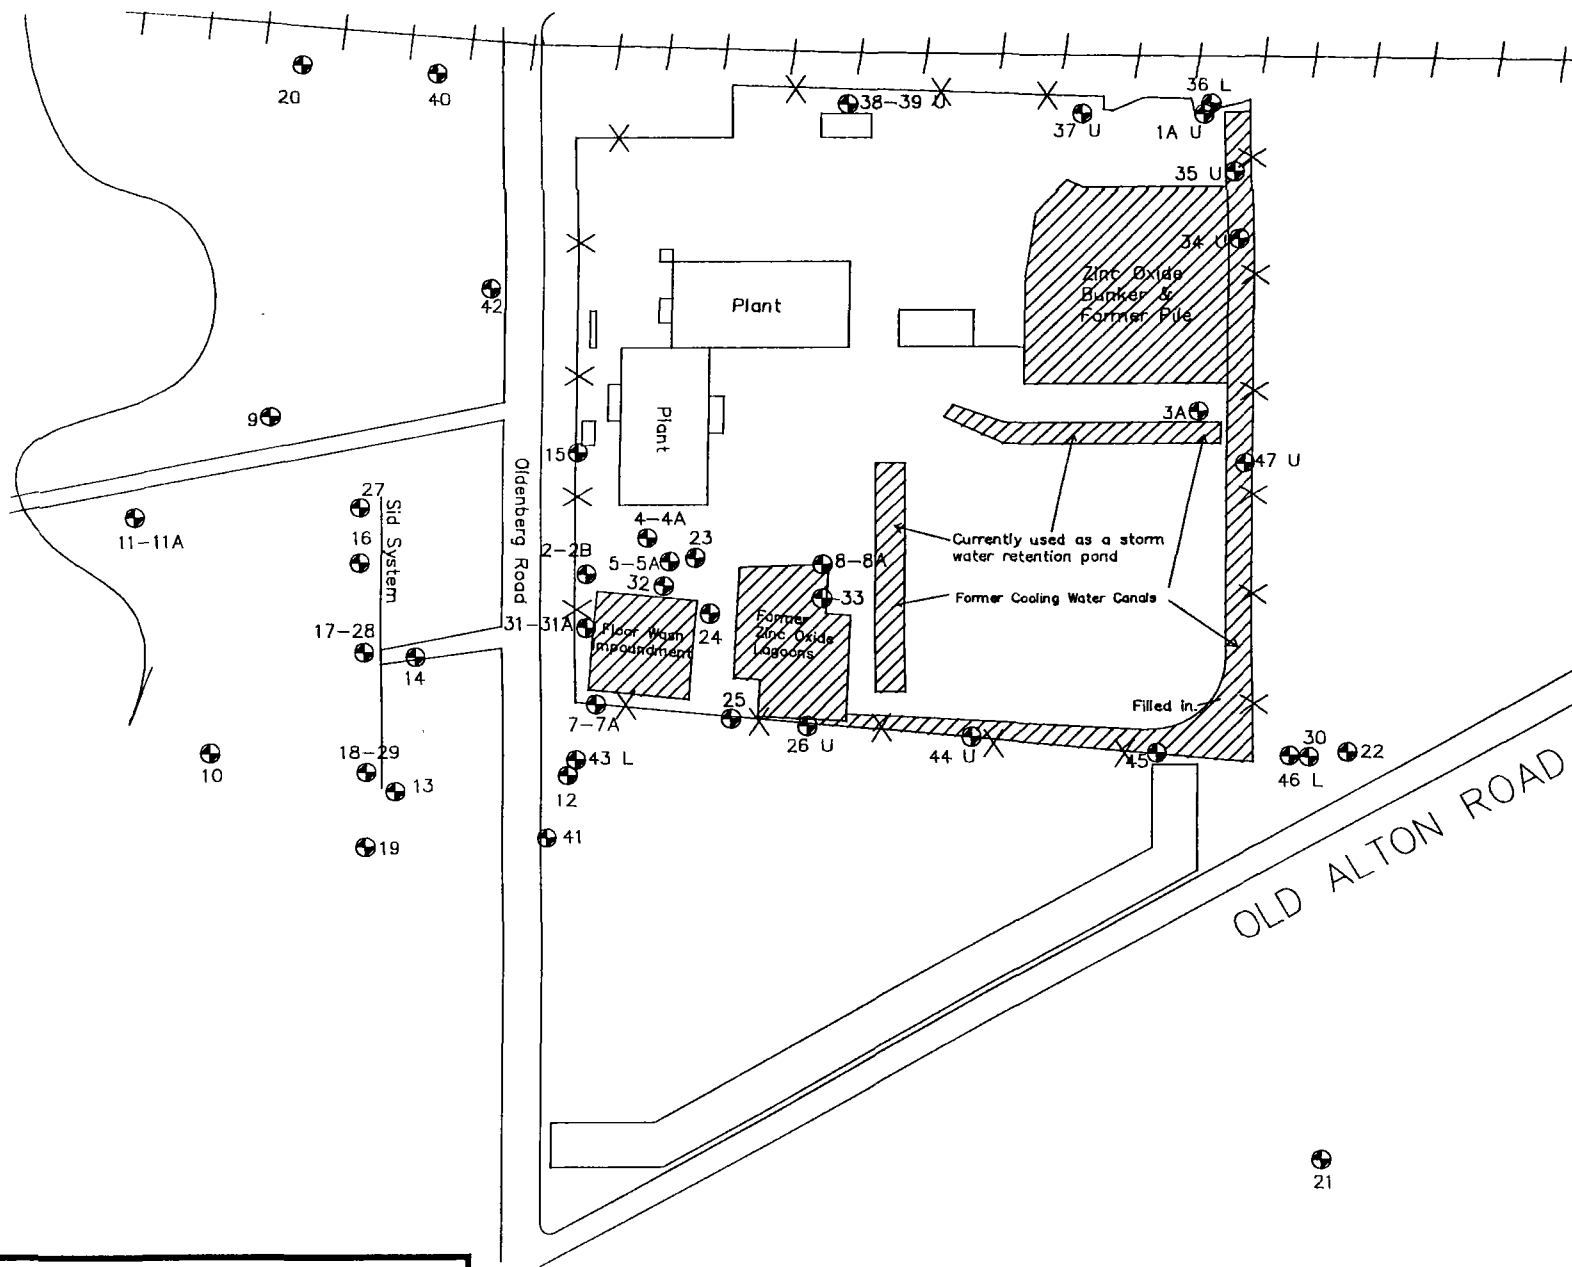 20
40
38-39 U
36 L
37 U
1A U
35 U
34 U
42
Zinc Oxide
Bunker &
Former Pile
Plant
Plant
9
3A
15
47 U
Oldenberg Road
27
Sid System
11-11A
16
4-4A
23
2-2B
5-5A
8-8A
32
33
Currently used as a storm
water retention pond
Former Cooling Water Canals
31-31A
24
Floor Wash
Impoundment
Former
Zinc Oxide
Lagoons
17-28
14
7-7A
25
26 U
Filled in.
44 U
45
30
22
46 L
10
18-29
13
43 L
12
41
19
OLD ALTON ROAD
21